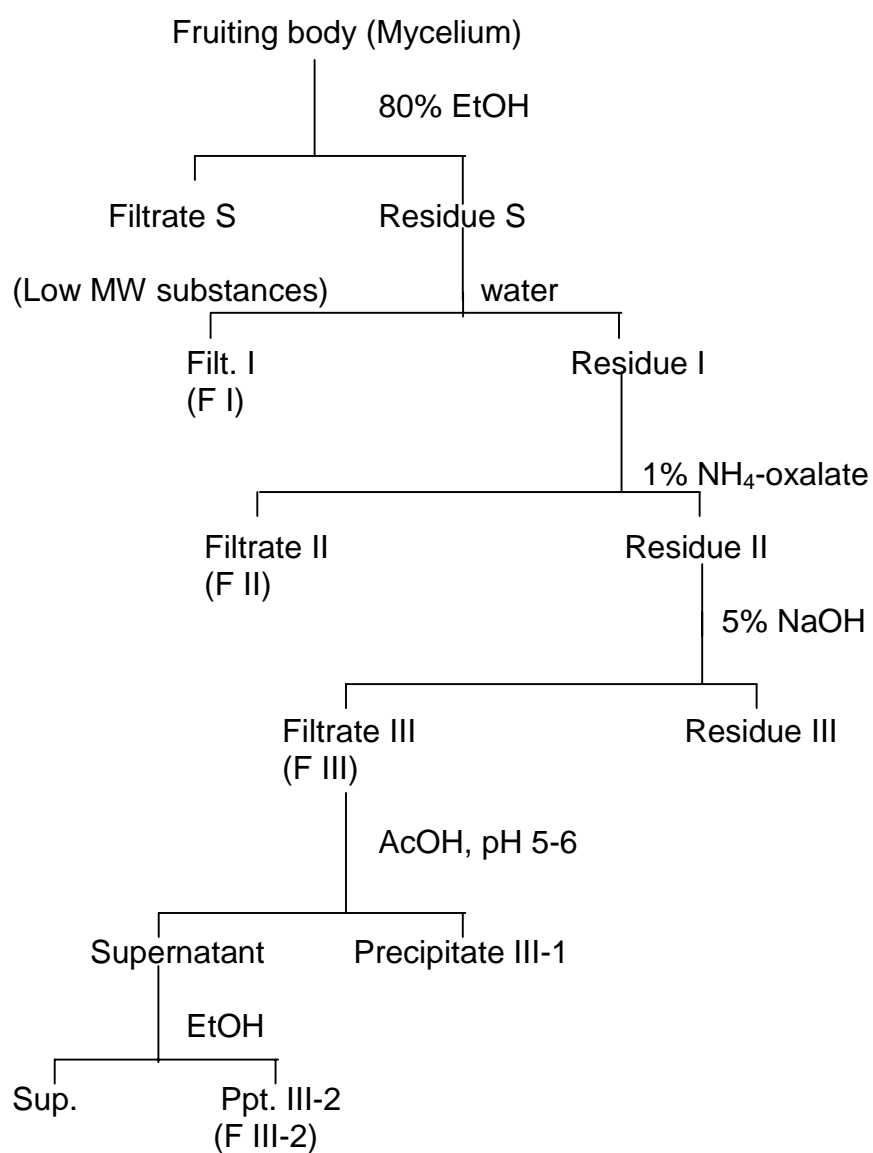 Fruiting body (Mycelium)
80% EtOH
Filtrate S
Residue S
(Low MW substances)
water
Filt. I
(F I)
Residue I
1% NH₄-oxalate
Filtrate II
(F II)
Residue II
5% NaOH
Filtrate III
(F III)
Residue III
AcOH, pH 5-6
Supernatant
Precipitate III-1
EtOH
Sup.
Ppt. III-2
(F III-2)